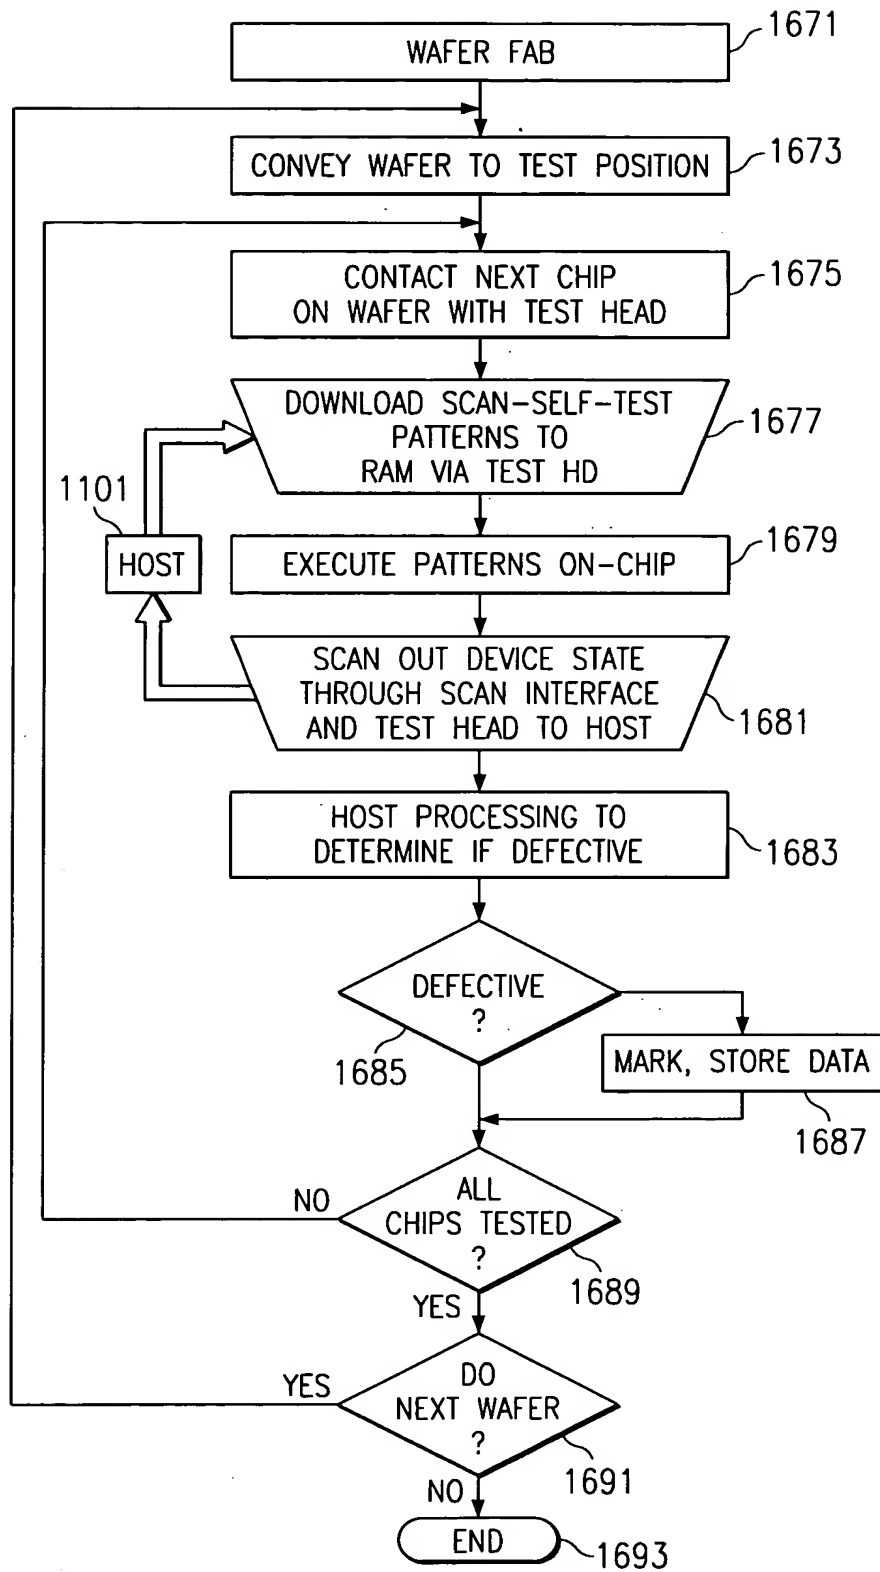 WAFER FAB
1671
CONVEY WAFER TO TEST POSITION
1673
CONTACT NEXT CHIP
ON WAFER WITH TEST HEAD
1675
DOWNLOAD SCAN-SELF-TEST
PATTERNS TO
RAM VIA TEST HD
1677
1101
HOST
EXECUTE PATTERNS ON-CHIP
1679
SCAN OUT DEVICE STATE
THROUGH SCAN INTERFACE
AND TEST HEAD TO HOST
1681
HOST PROCESSING TO
DETERMINE IF DEFECTIVE
1683
DEFECTIVE
?
1685
MARK, STORE DATA
1687
NO
ALL
CHIPS TESTED
?
1689
YES
YES
DO
NEXT WAFER
?
1691
NO
END
1693